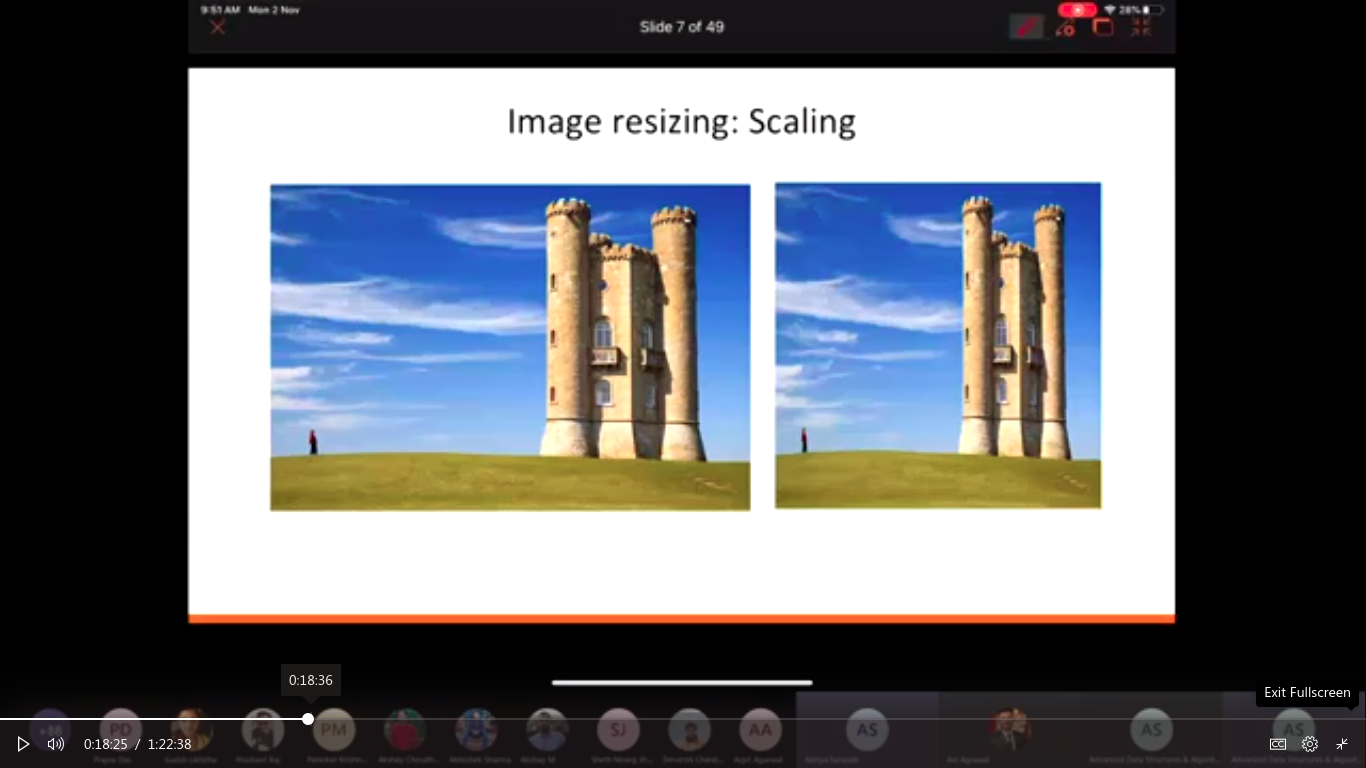 9:51 AM Mon 2 Nov
28%
Slide 7 of 49
Image resizing: Scaling
0:18:36
Exit Fullscreen
PD
PM
SJ
AA
AS
AS
AS
0:18:25 / 1:22:38
CC